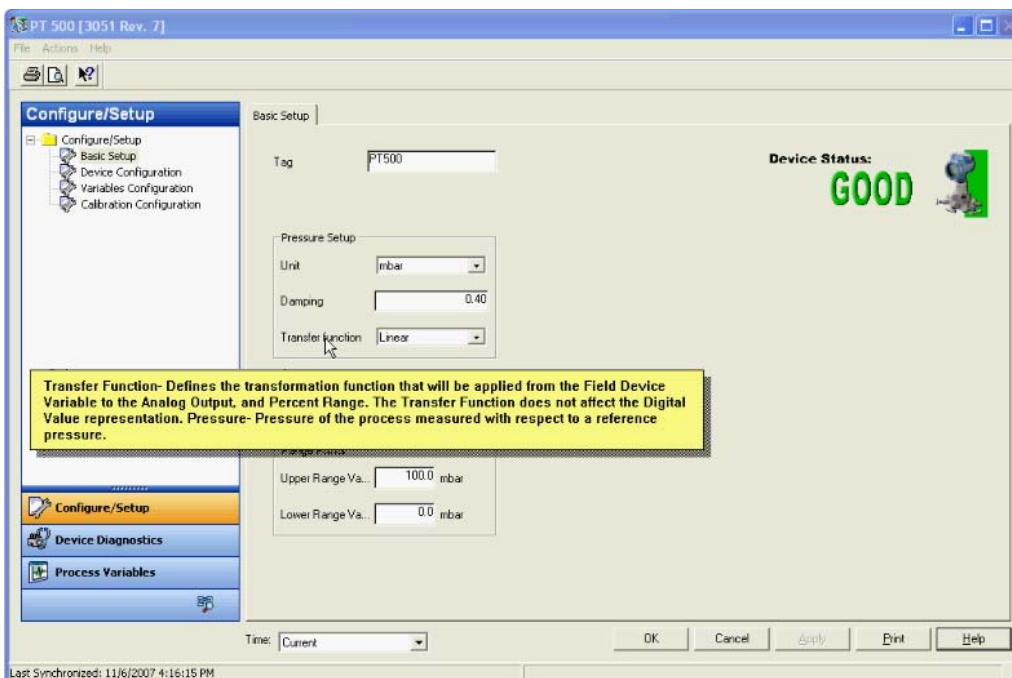 PT 500 [3051 Rev. 7]
File Actions Help
Configure/Setup
Configure/Setup
Basic Setup
Device Configuration
Variables Configuration
Calibration Configuration
Configure/Setup
Device Diagnostics
Process Variables
Basic Setup
Tag PT500
Device Status:
GOOD
Pressure Setup
Unit mbar
Damping 0.40
Transfer function Linear
Transfer Function- Defines the transformation function that will be applied from the Field Device
Variable to the Analog Output, and Percent Range. The Transfer Function does not affect the Digital
Value representation. Pressure- Pressure of the process measured with respect to a reference
pressure.
Upper Range Va... 100.0 mbar
Lower Range Va... 0.0 mbar
Time: Current
OK Cancel Apply Print Help
Last Synchronized: 11/6/2007 4:16:15 PM